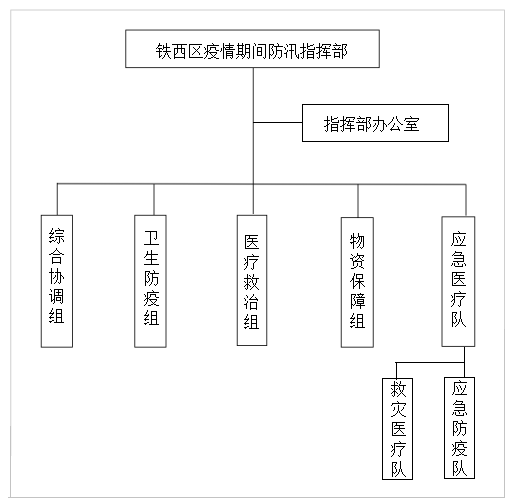 铁西区疫情期间防汛指挥部
指挥部办公室
综合协调组
卫生防疫组
医疗救治组
物资保障组
应急医疗队
救灾医疗队
应急防疫队